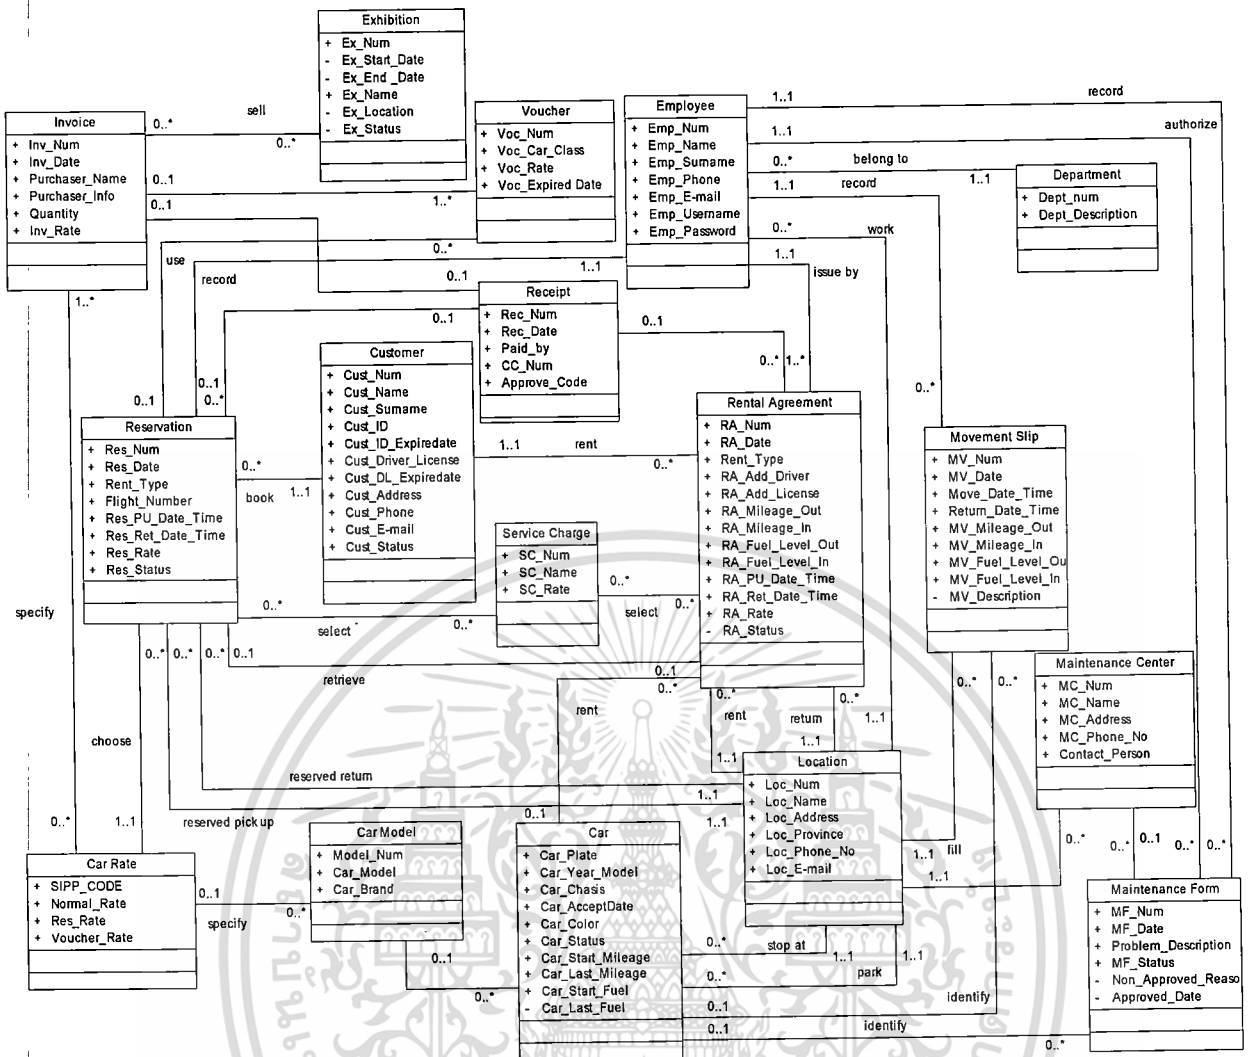 Exhibition
+ Ex_Num
- Ex_Start_Date
- Ex_End _Date
+ Ex_Name
- Ex_Location
- Ex_Status
Invoice
+ Inv_Num
+ Inv_Date
+ Purchaser_Name
+ Purchaser_Info
+ Quantity
+ Inv_Rate
0..*
sell
0..*
Voucher
+ Voc_Num
+ Voc_Car_Class
+ Voc_Rate
+ Voc_Expired Date
0..1
1..*
0..1
0..1
Employee
+ Emp_Num
+ Emp_Name
+ Emp_Surname
+ Emp_Phone
+ Emp_E-mail
+ Emp_Username
+ Emp_Password
1..1
record
1..1
authorize
0..*
belong to
1..1
1..1
record
0..*
work
1..1
issue by
Department
+ Dept_num
+ Dept_Description
use
0..*
record
1..1
0..1
Receipt
+ Rec_Num
+ Rec_Date
+ Paid_by
+ CC_Num
+ Approve_Code
0..1
0..*
1..*
1..*
Customer
+ Cust_Num
+ Cust_Name
+ Cust_Surname
+ Cust_ID
+ Cust_ID_Expiredate
+ Cust_Driver_License
+ Cust_DL_Expiredate
+ Cust_Address
+ Cust_Phone
+ Cust_E-mail
+ Cust_Status
0..1
0..1
0..*
Reservation
+ Res_Num
+ Res_Date
+ Rent_Type
+ Flight_Number
+ Res_PU_Date_Time
+ Res_Ret_Date_Time
+ Res_Rate
+ Res_Status
0..*
book
1..1
1..1
rent
0..*
Rental Agreement
+ RA_Num
+ RA_Date
+ Rent_Type
+ RA_Add_Driver
+ RA_Add_License
+ RA_Mileage_Out
+ RA_Mileage_In
+ RA_Fuel_Level_Out
+ RA_Fuel_Level_In
+ RA_PU_Date_Time
+ RA_Ret_Date_Time
+ RA_Rate
- RA_Status
0..*
Movement Slip
+ MV_Num
+ MV_Date
+ Move_Date_Time
+ Return_Date_Time
+ MV_Mileage_Out
+ MV_Mileage_In
+ MV_Fuel_Level_Ou
+ MV_Fuel_Level_In
- MV_Description
Service Charge
+ SC_Num
+ SC_Name
+ SC_Rate
0..*
select
0..*
0..*
select
0..*
specify
0..*
0..*
0..*
0..1
retrieve
0..1
0..*
rent
0..*
rent
0..*
return
1..1
1..1
1..1
0..*
0..*
Maintenance Center
+ MC_Num
+ MC_Name
+ MC_Address
+ MC_Phone_No
+ Contact_Person
choose
reserved return
1..1
reserved pick up
1..1
Location
+ Loc_Num
+ Loc_Name
+ Loc_Address
+ Loc_Province
+ Loc_Phone_No
+ Loc_E-mail
fill
1..1
1..1
0..*
0..*
0..1
0..*
0..*
0..*
1..1
Car Rate
+ SIPP_CODE
+ Normal_Rate
+ Res_Rate
+ Voucher_Rate
0..1
specify
0..*
Car Model
+ Model_Num
+ Car_Model
+ Car_Brand
0..1
0..*
0..1
Car
+ Car_Plate
+ Car_Year_Model
+ Car_Chasis
+ Car_AcceptDate
+ Car_Color
+ Car_Status
+ Car_Start_Mileage
+ Car_Last_Mileage
+ Car_Start_Fuel
- Car_Last_Fuel
0..*
stop at
1..1
1..1
0..*
park
0..1
identify
0..1
identify
0..*
Maintenance Form
+ MF_Num
+ MF_Date
+ Problem_Description
+ MF_Status
- Non_Approved_Reaso
- Approved_Date